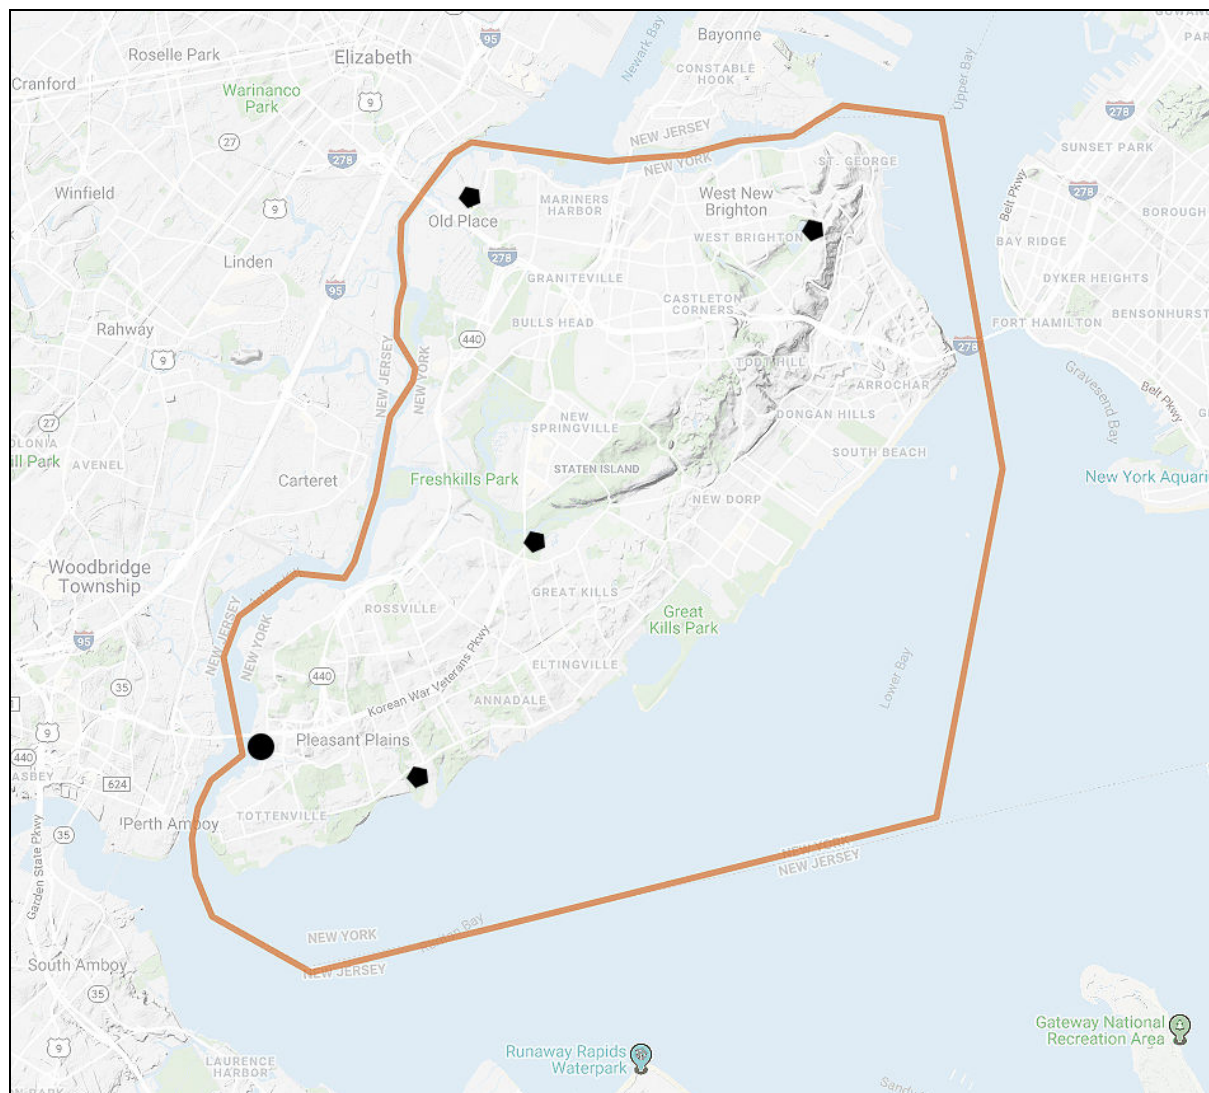 Bayonne
Upper Bay
GOWANUS
Roselle Park
Elizabeth
95
Newark Bay
CONSTABLE
HOOK
Cranford
Warinanco
Park
9
278
27
NEW JERSEY
278
SUNSET PARK
278
NEW YORK
ST. GEORGE
Winfield
9
Old Place
MARINERS
HARBOR
West New
Brighton
Belt Pkwy
278
BOROUGH
WEST BRIGHTON
BAY RIDGE
Linden
278
GRANITEVILLE
DYKER HEIGHTS
95
CASTLETON
CORNERS
BENSONHURST
Rahway
9
440
BULLS HEAD
FORT HAMILTON
278
NEW JERSEY
NEW YORK
TODT HILL
ARROCHAR
Gravesend Bay
Belt Pkwy
27
NEW
SPRINGVILLE
DONGAN HILLS
OLONIA
ill Park
AVENEL
SOUTH BEACH
STATEN ISLAND
Carteret
Freshkills Park
New York Aquariu
NEW DORP
Woodbridge
Township
GREAT KILLS
ROSSVILLE
Great
Kills Park
95
NEW JERSEY
NEW YORK
Korean War Veterans Pkwy
ELTINGVILLE
Lower Bay
440
35
ANNADALE
9
Pleasant Plains
440
ASBEY
624
Perth Amboy
TOTTENVILLE
35
Garden State Pkwy
NEW YORK
NEW JERSEY
NEW YORK
NEW JERSEY
South Amboy
35
9
LAURENCE
HARBOR
Runaway Rapids
Waterpark
Gateway National
Recreation Area